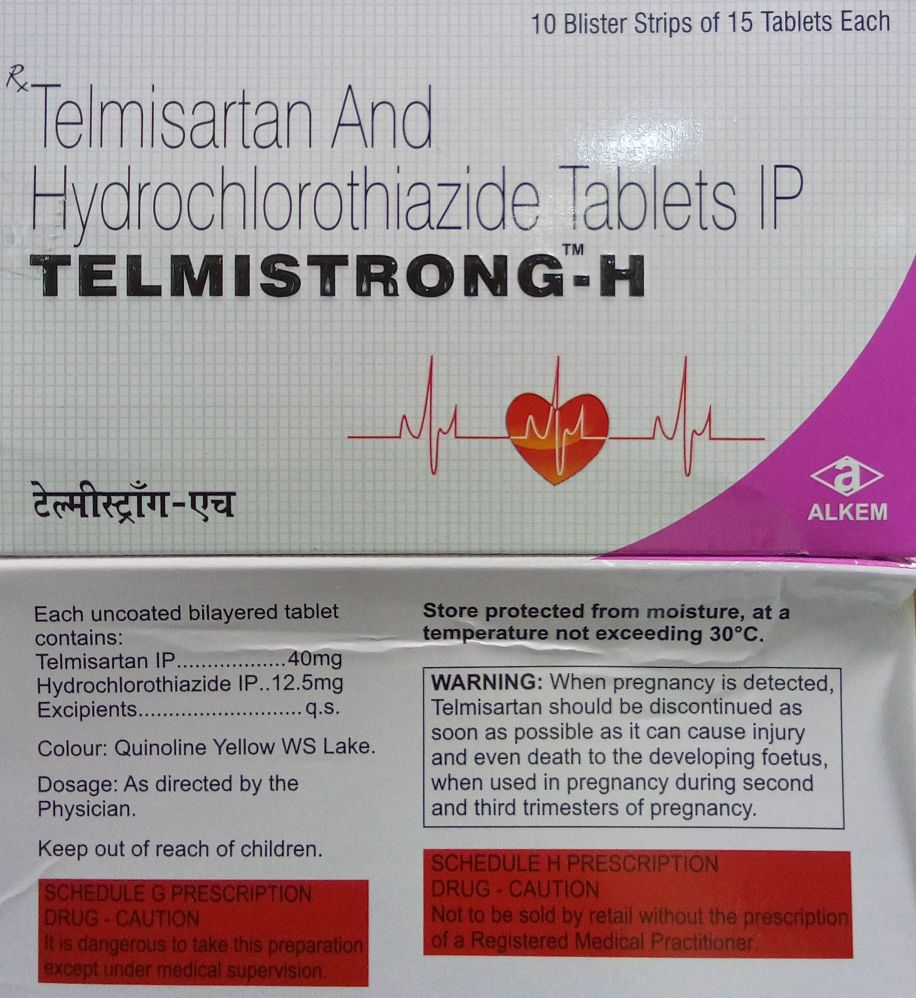 10 Blister Strips of 15 Tablets Each
Rx Telmisartan And
Hydrochlorothiazide Tablets IP
TELMISTRONG™-H
टेल्मीस्ट्राँग-एच
a
ALKEM
Each uncoated bilayered tablet
contains:
Telmisartan IP..................40mg
Hydrochlorothiazide IP..12.5mg
Excipients...........................q.s.
Colour: Quinoline Yellow WS Lake.
Dosage: As directed by the
Physician.
Keep out of reach of children.
SCHEDULE G PRESCRIPTION
DRUG - CAUTION
It is dangerous to take this preparation
except under medical supervision.
Store protected from moisture, at a
temperature not exceeding 30°C.
WARNING: When pregnancy is detected,
Telmisartan should be discontinued as
soon as possible as it can cause injury
and even death to the developing foetus,
when used in pregnancy during second
and third trimesters of pregnancy.
SCHEDULE H PRESCRIPTION
DRUG - CAUTION
Not to be sold by retail without the prescription
of a Registered Medical Practitioner.